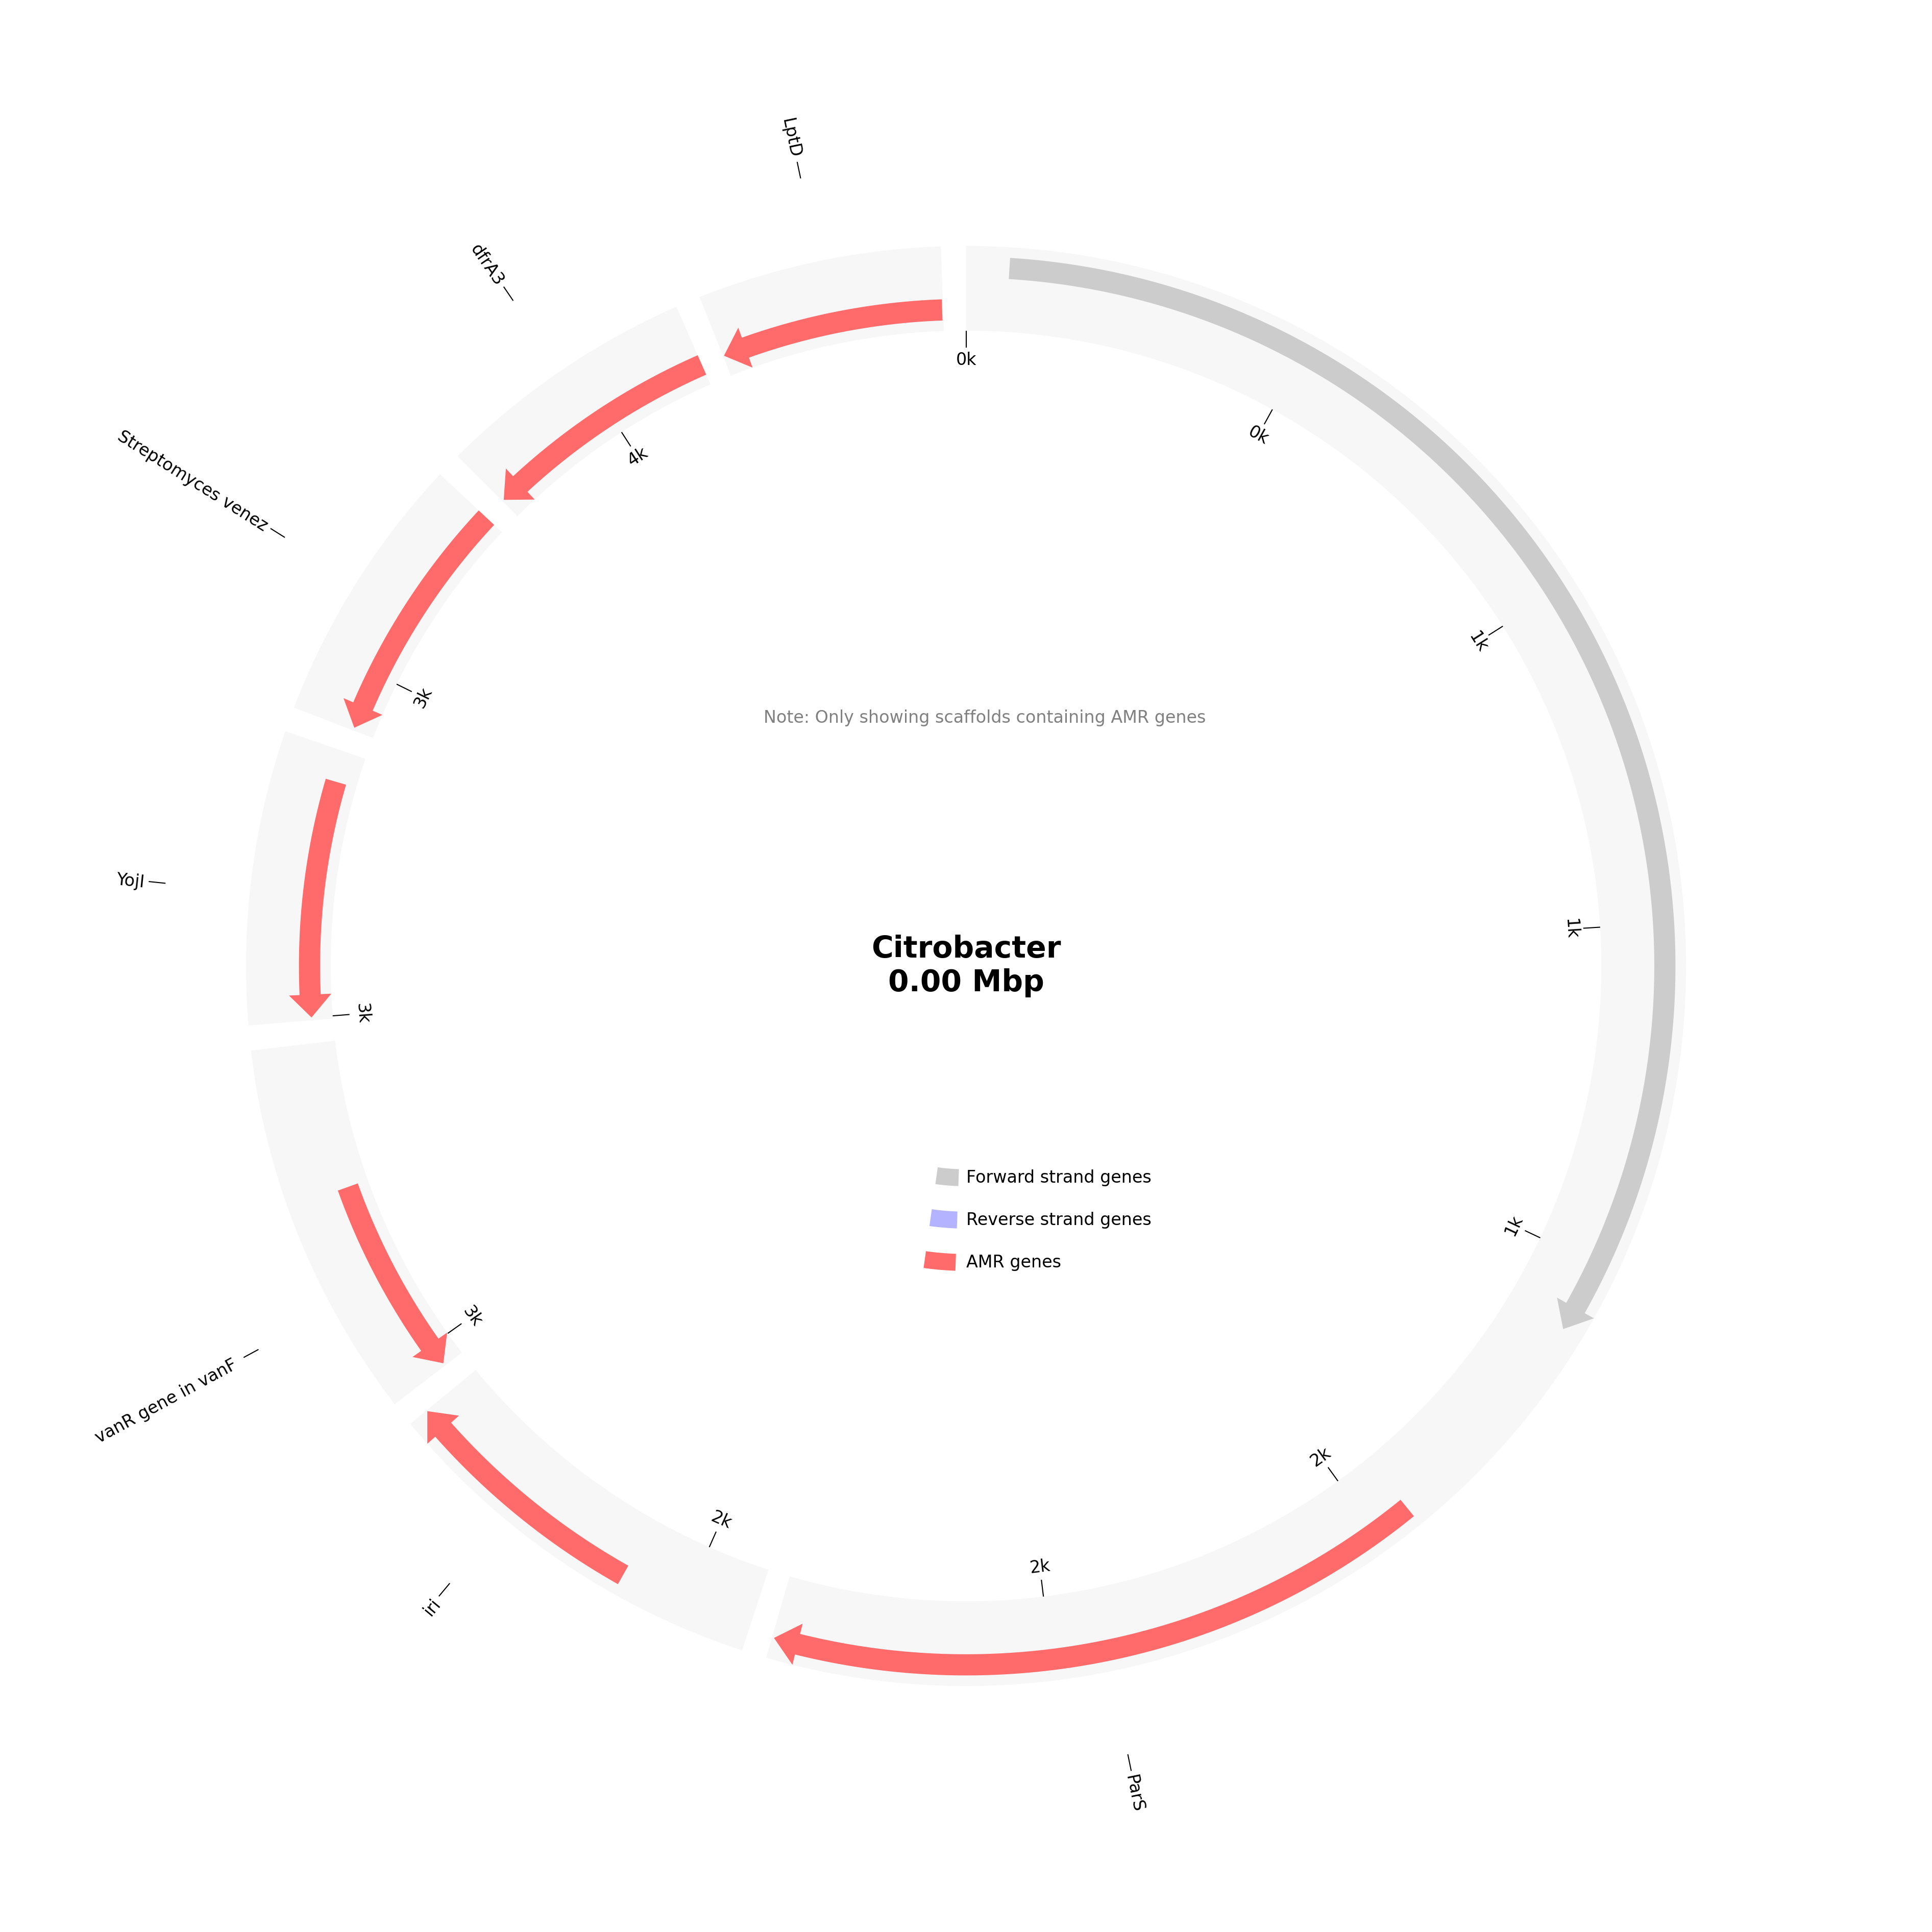 LptD
dfrA3
Streptomyces venez
YojI
vanR gene in vanF
iri
ParS
0k
0k
1k
1k
1k
2k
2k
2k
3k
3k
3k
4k
Note: Only showing scaffolds containing AMR genes
Citrobacter
0.00 Mbp
Forward strand genes
Reverse strand genes
AMR genes